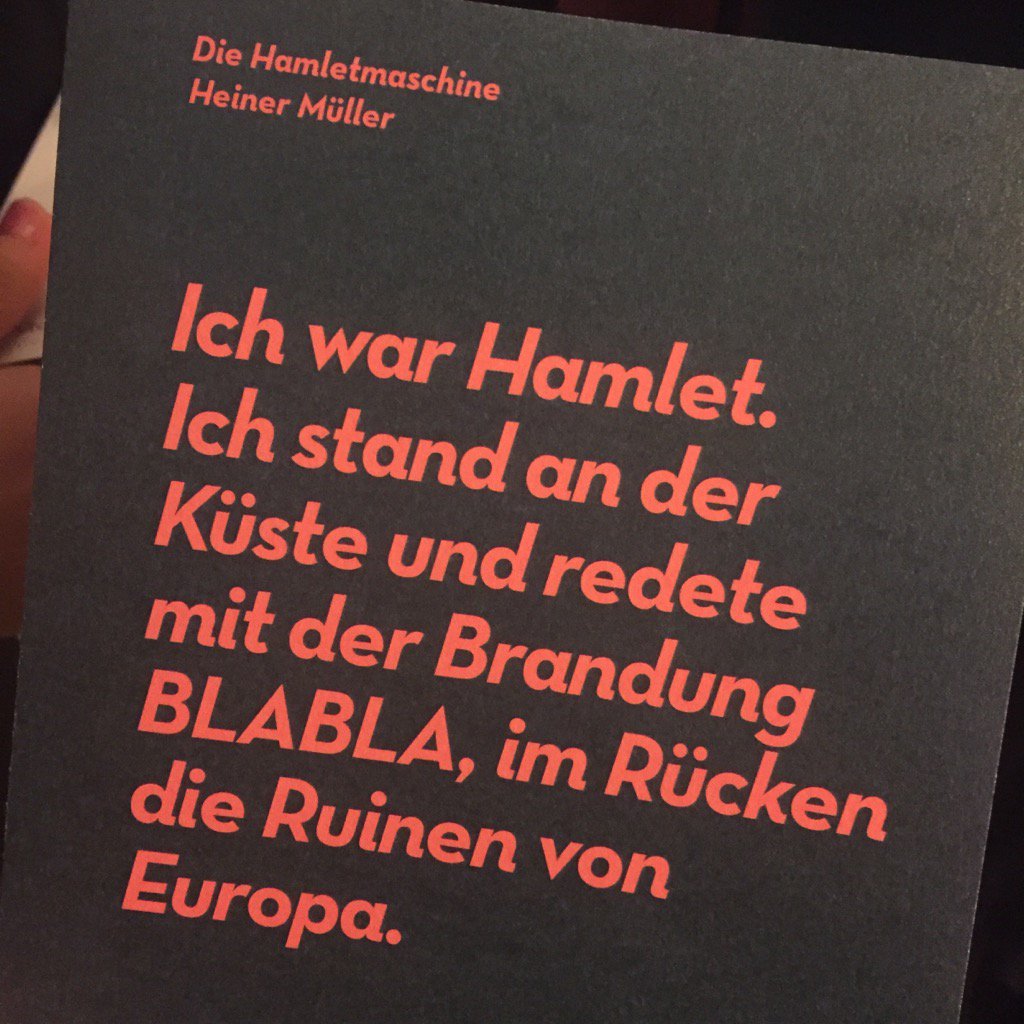 Die Hamletmaschine
Heiner Müller
Ich war Hamlet.
Ich stand an der
Küste und redete
mit der Brandung
BLABLA, im Rücken
die Ruinen von
Europa.